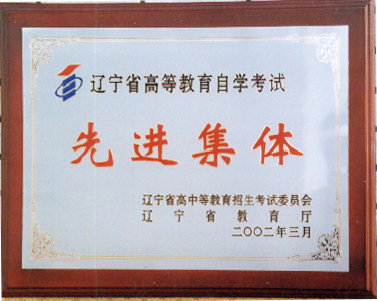 辽宁省高等教育自学考试
先进集体
辽宁省高中等教育招生考试委员会
辽宁省教育厅
二〇〇二年三月